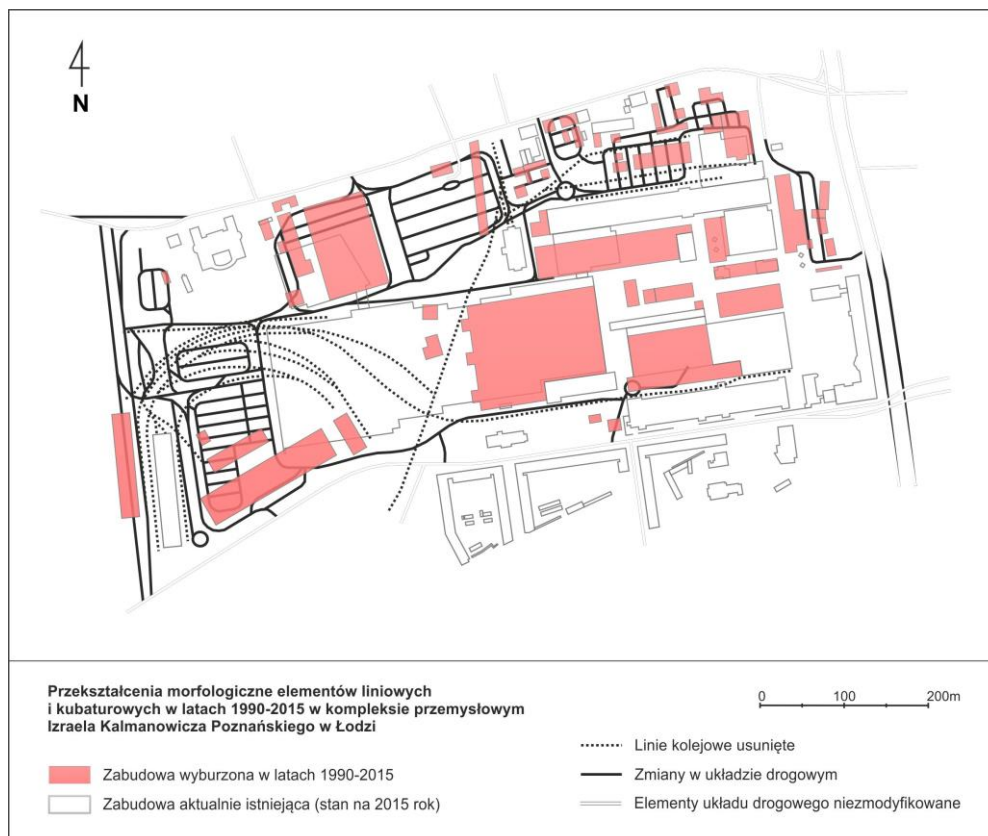 N
Przekształcenia morfologiczne elementów liniowych
i kubaturowych w latach 1990-2015 w kompleksie przemysłowym
Izraela Kalmanowicza Poznańskiego w Łodzi
0 100 200m
Zabudowa wyburzona w latach 1990-2015
Zabudowa aktualnie istniejąca (stan na 2015 rok)
Linie kolejowe usunięte
Zmiany w układzie drogowym
Elementy układu drogowego niezmodyfikowane